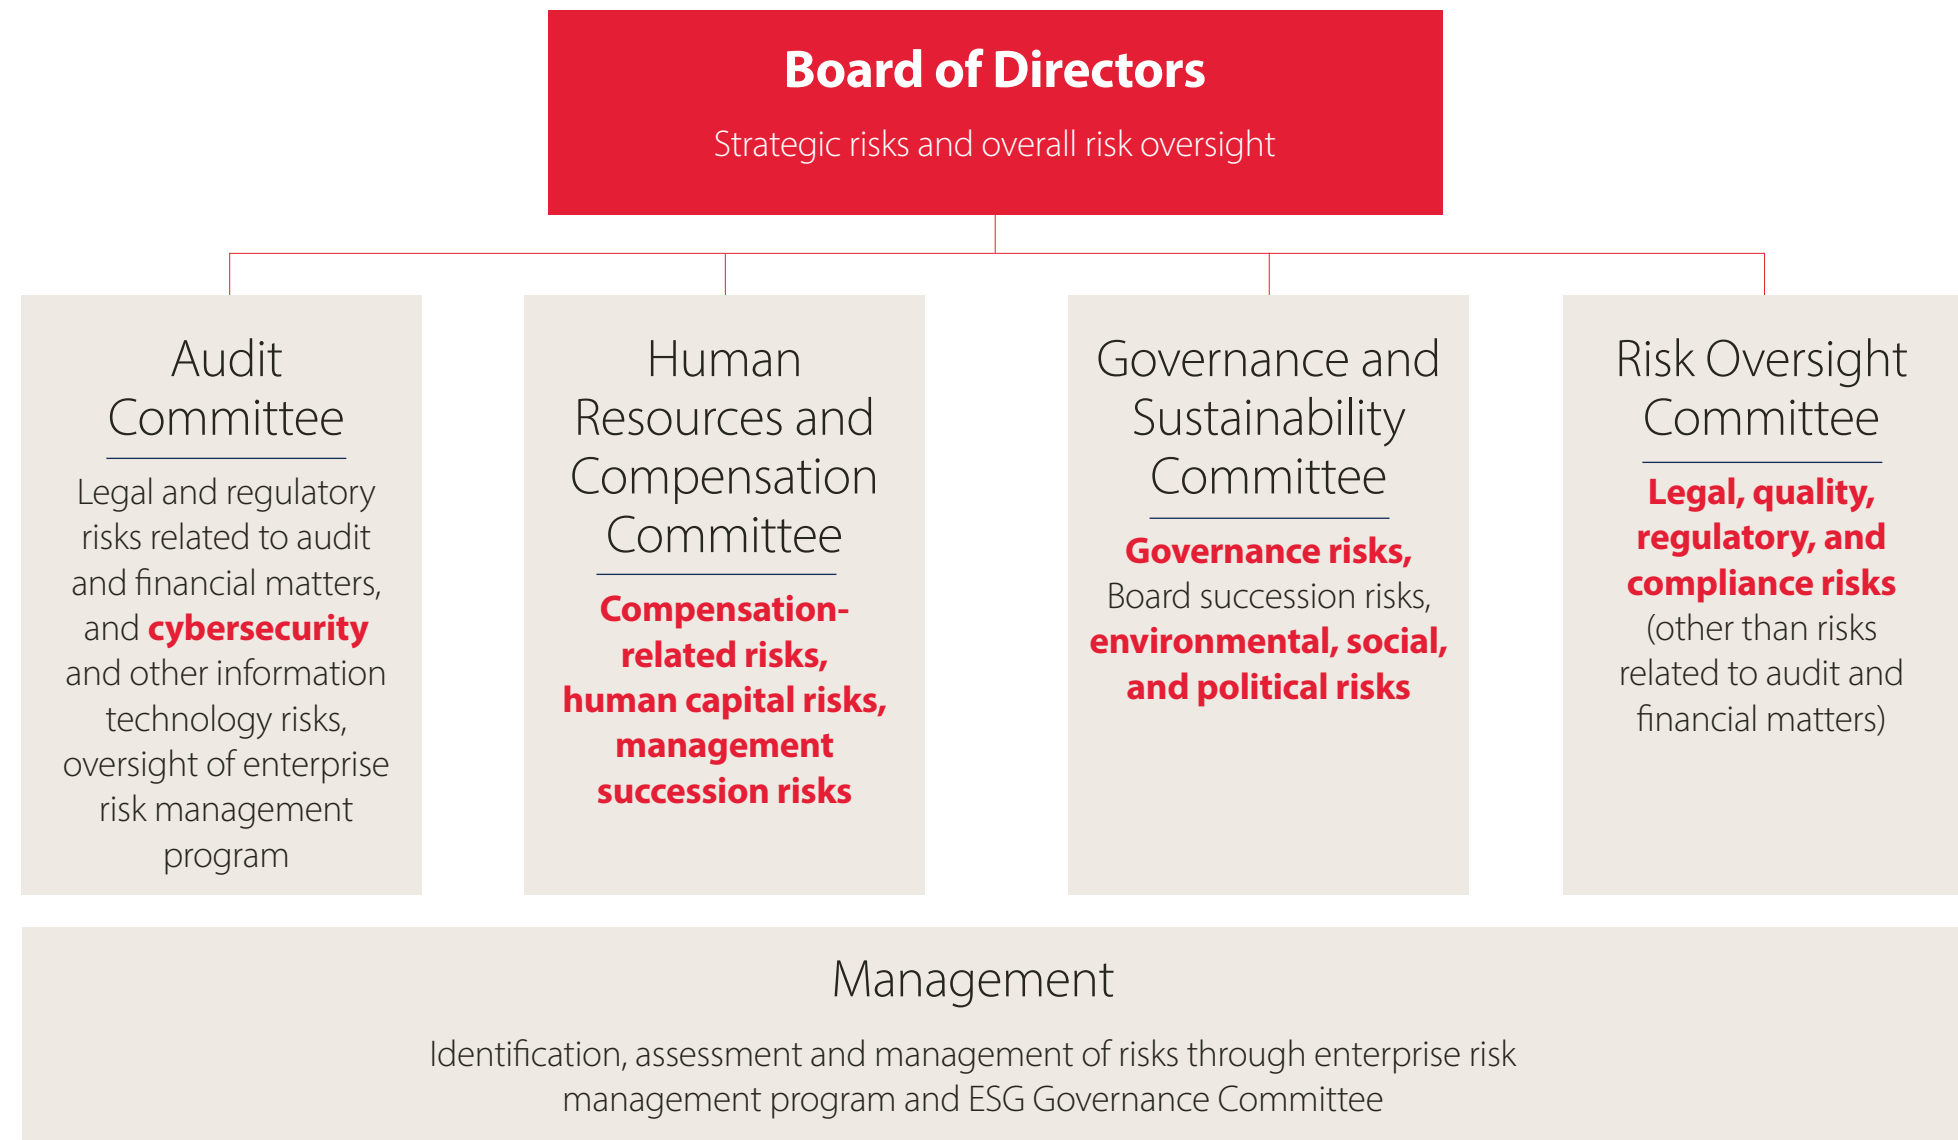 Board of Directors
Strategic risks and overall risk oversight
Audit
Committee
Legal and regulatory
risks related to audit
and financial matters,
and cybersecurity
and other information
technology risks,
oversight of enterprise
risk management
program
Human
Resources and
Compensation
Committee
Compensation-
related risks,
human capital risks,
management
succession risks
Governance and
Sustainability
Committee
Governance risks,
Board succession risks,
environmental, social,
and political risks
Risk Oversight
Committee
Legal, quality,
regulatory, and
compliance risks
(other than risks
related to audit and
financial matters)
Management
Identification, assessment and management of risks through enterprise risk
management program and ESG Governance Committee